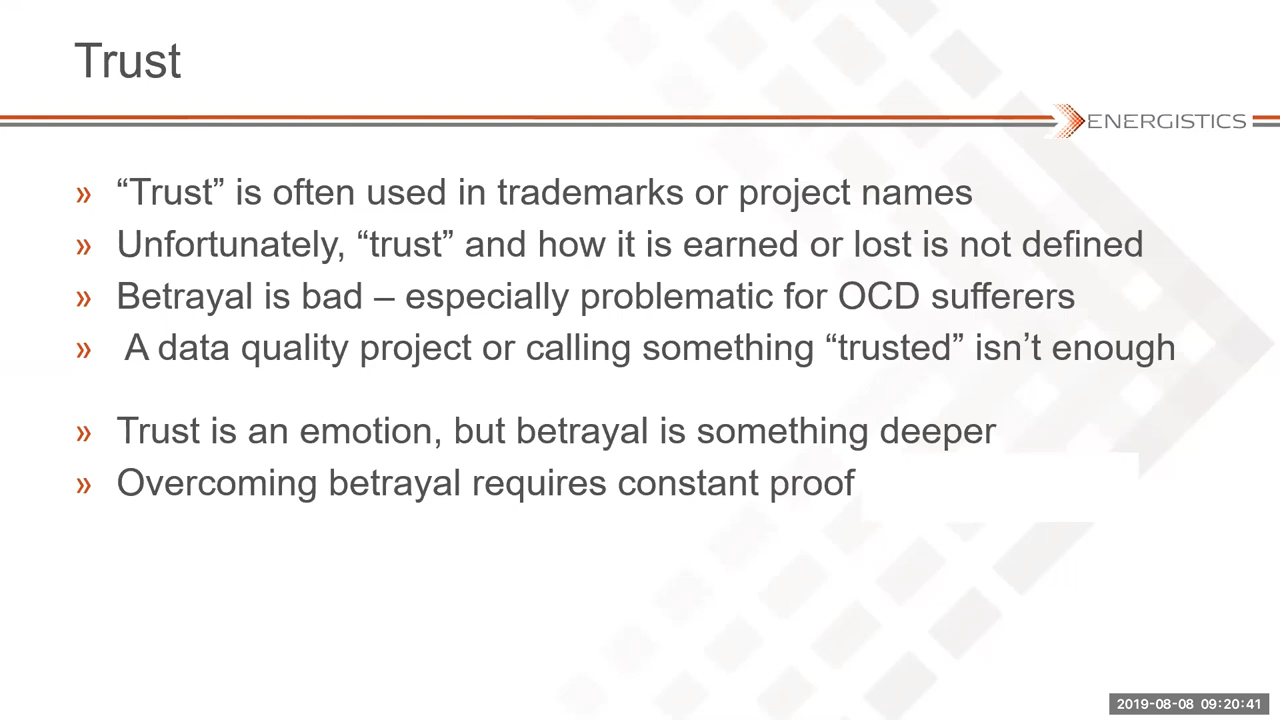 Trust
ENERGISTICS
» “Trust” is often used in trademarks or project names
» Unfortunately, “trust” and how it is earned or lost is not defined
» Betrayal is bad – especially problematic for OCD sufferers
» A data quality project or calling something “trusted” isn’t enough
» Trust is an emotion, but betrayal is something deeper
» Overcoming betrayal requires constant proof
2019-08-08 09:20:41